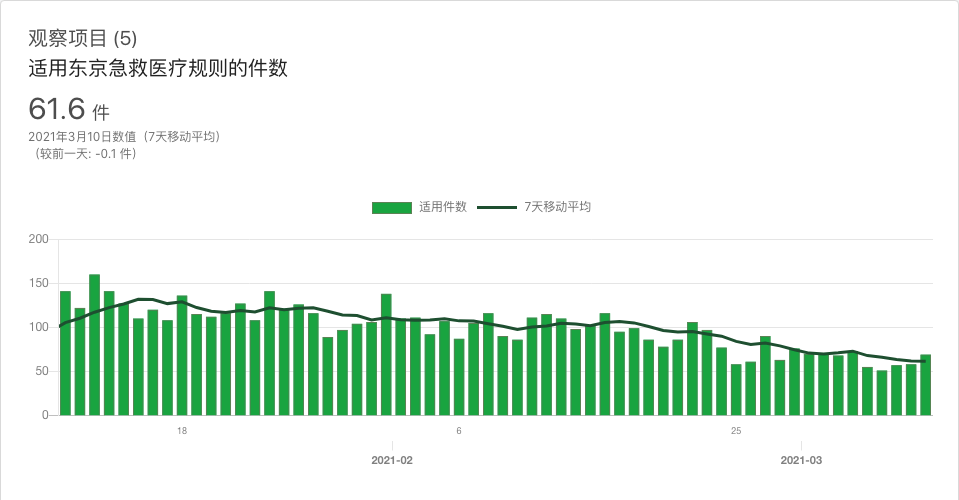 观察项目 (5)
适用东京急救医疗规则的件数
61.6 件
2021年3月10日数值（7天移动平均）
（较前一天: -0.1 件）
适用件数 7天移动平均
200
150
100
50
0
18 6 25
2021-02 2021-03